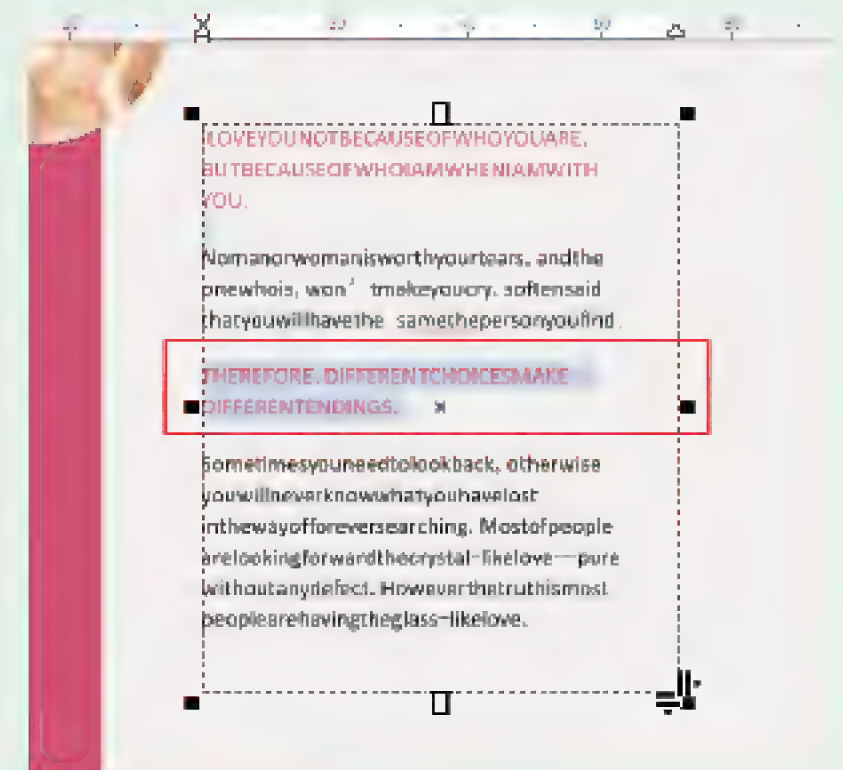 ILOVEYOUNOTBECAUSEOFWHOYOUARE,
BUTBECAUSEOFWHOIAMWHENIAMWITH
YOU.
Nomanorwomanisworthyourtears, andthe
onewhois, won’ tmakeyoucry. softensaid
thatyouwillhavethe samethepersonyoufind.
THEREFORE, DIFFERENTCHOICESMAKE
DIFFERENTENDINGS.
Sometimesyouneedtolookback, otherwise
youwillneverknowwhatyouhavelost
inthewayofforeversearching. Mostofpeople
arelookingforwardthecrystal-likelove—pure
withoutanydefect. Howeverthetruthismost
peoplearehavingtheglass-likelove.